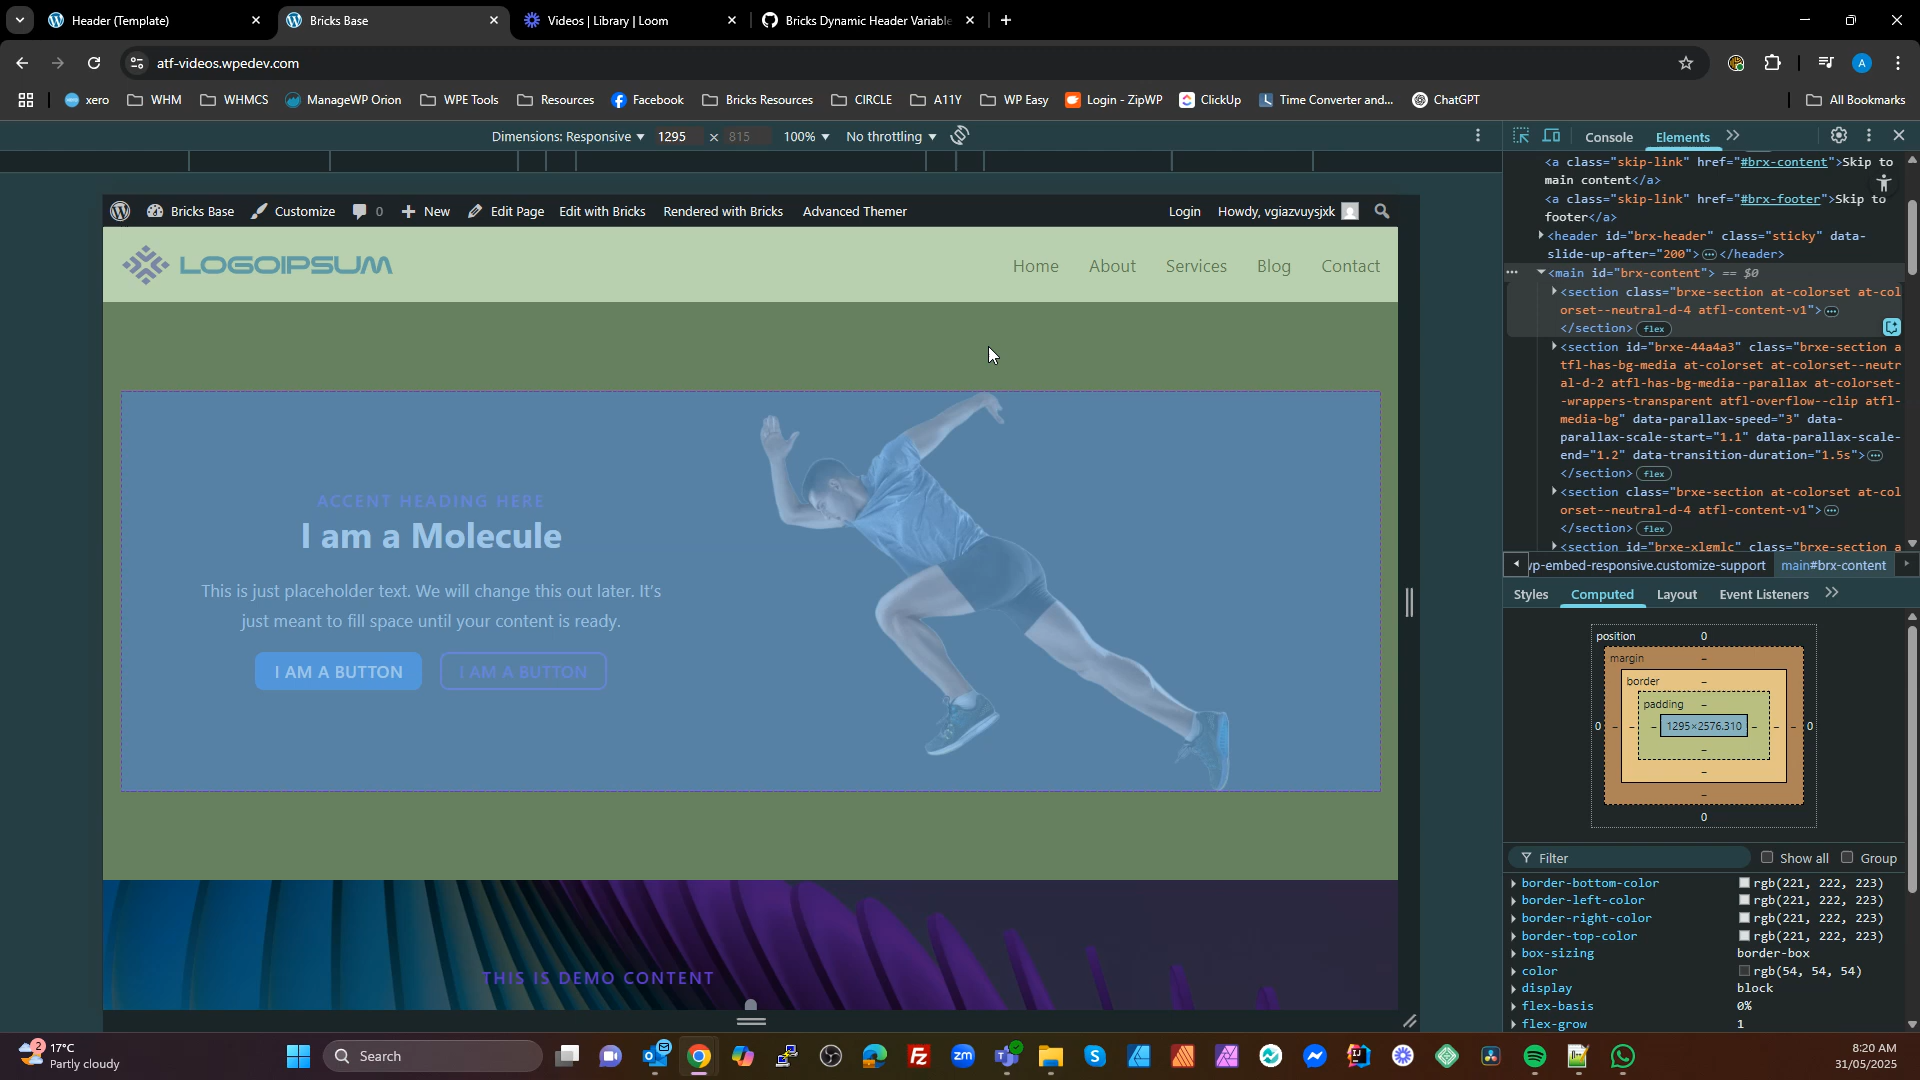 Header (Template)
Bricks Base
Videos | Library | Loom
Bricks Dynamic Header Variable
atf-videos.wpedev.com
xero
WHM
WHMCS
ManageWP Orion
WPE Tools
Resources
Facebook
Bricks Resources
CIRCLE
A11Y
WP Easy
Login - ZipWP
ClickUp
Time Converter and...
ChatGPT
All Bookmarks
Dimensions: Responsive
1295
x
815
100%
No throttling
Console
Elements
Bricks Base
Customize
0
New
Edit Page
Edit with Bricks
Rendered with Bricks
Advanced Themer
Login
Howdy, vgiazvuysjxk
LOGOIPSUM
Home
About
Services
Blog
Contact
ACCENT HEADING HERE
I am a Molecule
This is just placeholder text. We will change this out later. It's
just meant to fill space until your content is ready.
I AM A BUTTON
I AM A BUTTON
THIS IS DEMO CONTENT
<a class="skip-link" href="#brx-content">Skip to
main content</a>
<a class="skip-link" href="#brx-footer">Skip to
footer</a>
<header id="brx-header" class="sticky" data-
slide-up-after="200"></header>
<main id="brx-content"> == $0
<section class="brxe-section at-colorset at-col
orset--neutral-d-4 atfl-content-v1">
</section> flex
<section id="brxe-44a4a3" class="brxe-section a
tfl-has-bg-media at-colorset at-colorset--neutr
al-d-2 atfl-has-bg-media--parallax at-colorset-
-wrappers-transparent atfl-overflow--clip atfl-
media-bg" data-parallax-speed="3" data-
parallax-scale-start="1.1" data-parallax-scale-
end="1.2" data-transition-duration="1.5s">
</section> flex
<section class="brxe-section at-colorset at-col
orset--neutral-d-4 atfl-content-v1">
</section> flex
<section id="brxe-xlgmlc" class="brxe-section a
vp-embed-responsive.customize-support
main#brx-content
Styles
Computed
Layout
Event Listeners
position
0
margin
-
border
-
padding
-
0
1295×2576.310
0
0
Filter
Show all
Group
border-bottom-color
rgb(221, 222, 223)
border-left-color
rgb(221, 222, 223)
border-right-color
rgb(221, 222, 223)
border-top-color
rgb(221, 222, 223)
box-sizing
border-box
color
rgb(54, 54, 54)
display
block
flex-basis
0%
flex-grow
1
2
17°C
Partly cloudy
Search
8:20 AM
31/05/2025